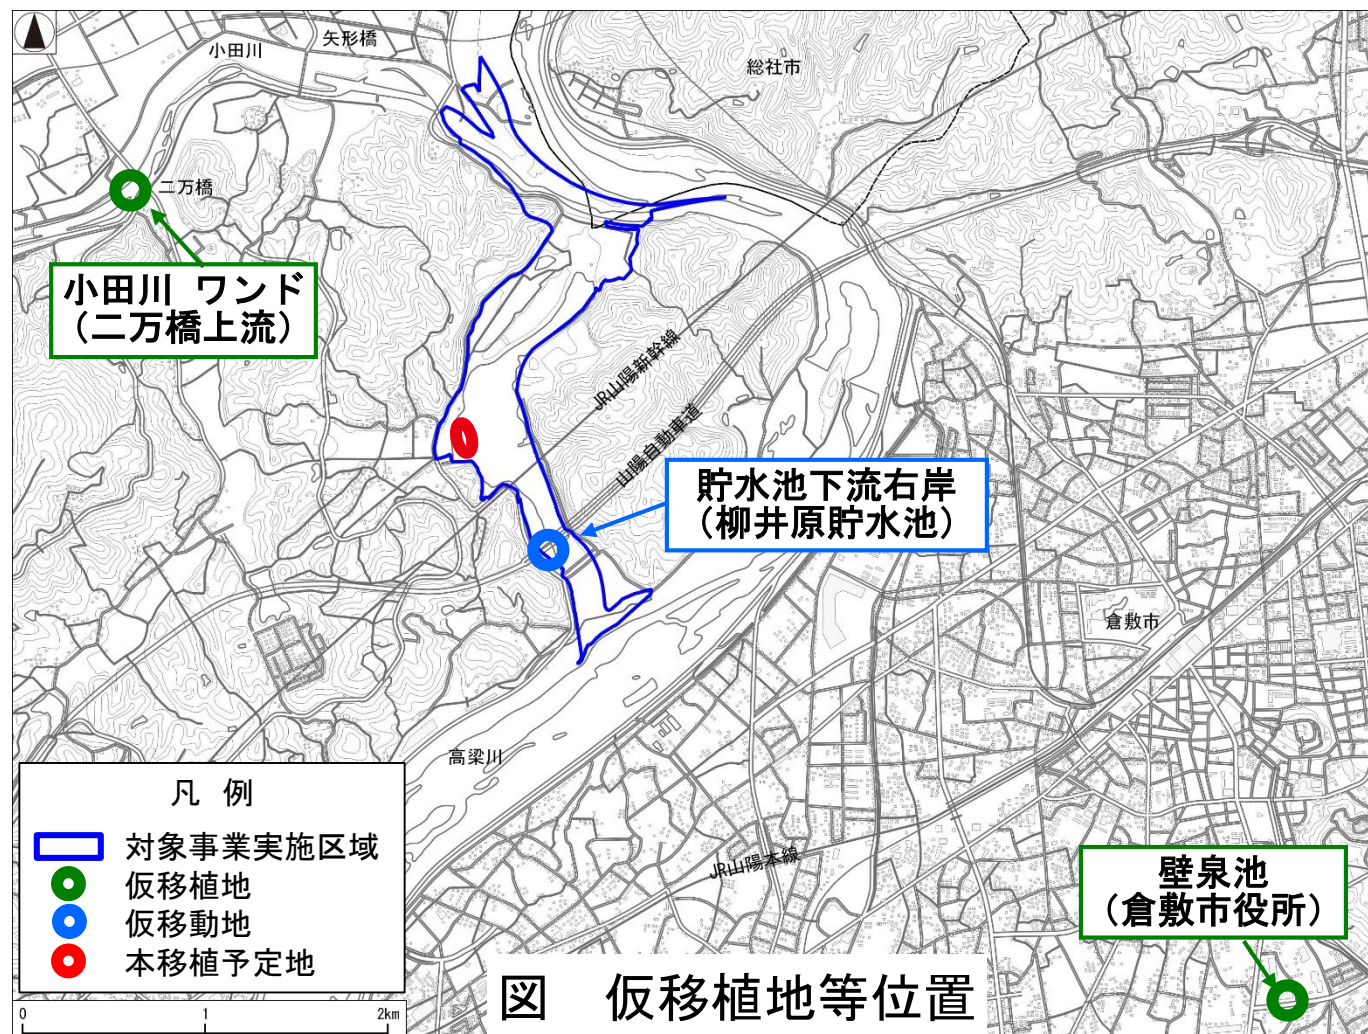 小田川
矢形橋
総社市
二万橋
小田川 ワンド
（二万橋上流）
JR山陽新幹線
山陽自動車道
貯水池下流右岸
（柳井原貯水池）
倉敷市
高梁川
JR山陽本線
凡 例
対象事業実施区域
仮移植地
仮移動地
本移植予定地
壁泉池
（倉敷市役所）
図　仮移植地等位置
0 1 2km